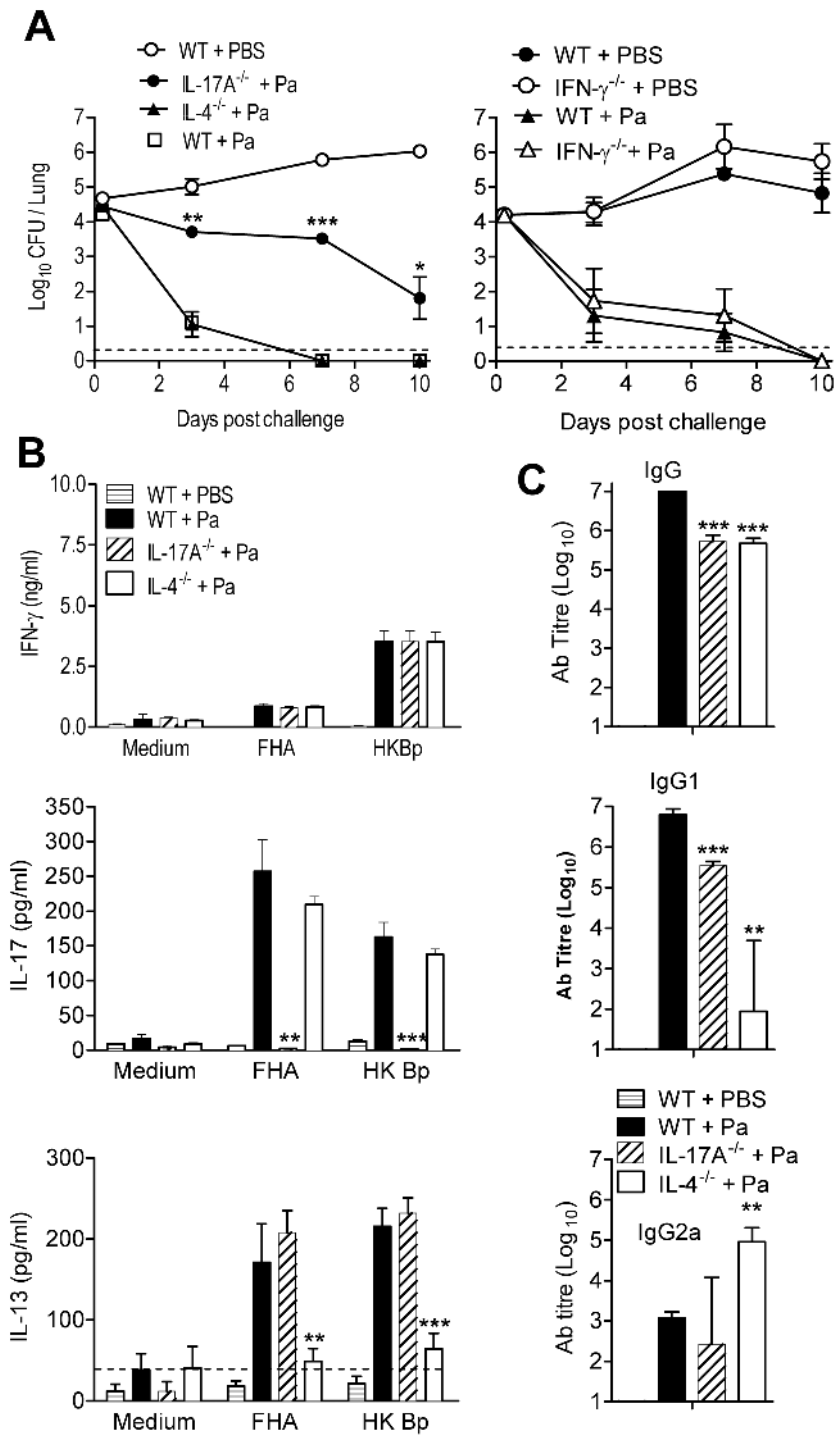 A
WT + PBS
IL-17A-/- + Pa
IL-4-/- + Pa
WT + Pa
Log10 CFU / Lung
7
6
5
4
3
2
1
0
** *** *
0 2 4 6 8 10
Days post challenge
WT + PBS
IFN-γ-/- + PBS
WT + Pa
IFN-γ-/- + Pa
7
6
5
4
3
2
1
0
0 2 4 6 8 10
Days post challenge
B
WT + PBS
WT + Pa
IL-17A-/- + Pa
IL-4-/- + Pa
IFN-γ (ng/ml)
10.0
7.5
5.0
2.5
0.0
Medium FHA HKBp
IL-17 (pg/ml)
350
300
250
200
150
100
50
0
** ***
Medium FHA HK Bp
IL-13 (pg/ml)
300
200
100
0
** ***
Medium FHA HK Bp
C
IgG
Ab Titre (Log10)
7
6
5
4
3
2
1
*** ***
IgG1
Ab Titre (Log10)
7
6
5
4
3
2
1
*** **
WT + PBS
WT + Pa
IL-17A-/- + Pa
IL-4-/- + Pa
IgG2a
Ab titre (Log10)
7
6
5
4
3
2
1
**